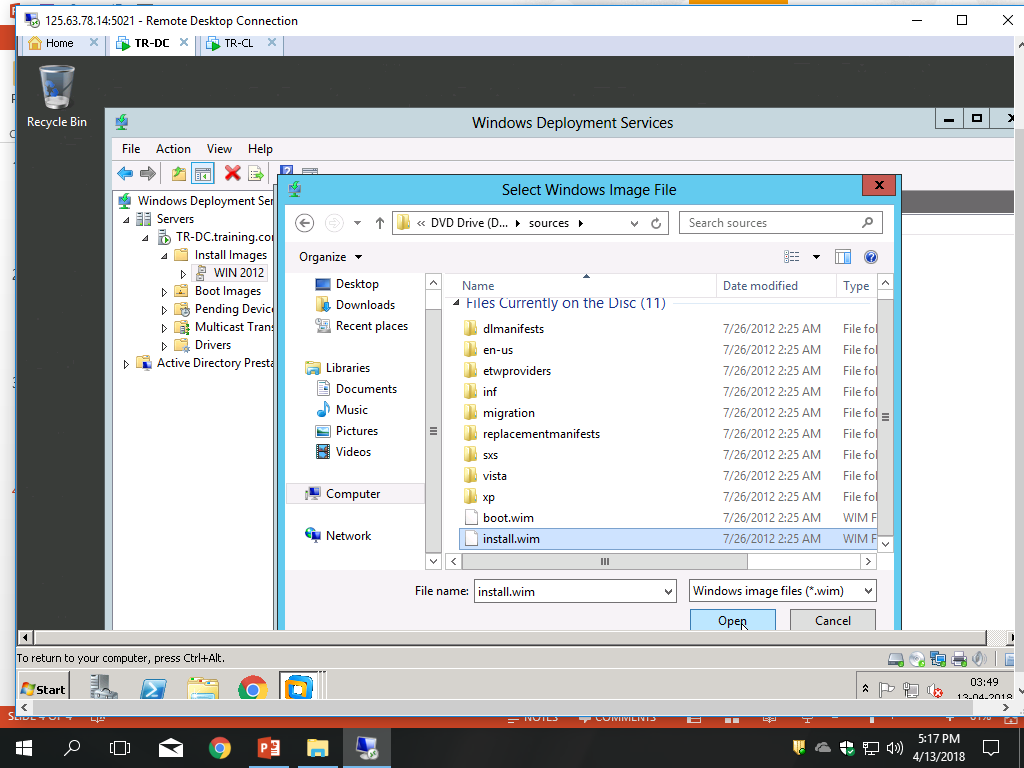 125.63.78.14:5021 - Remote Desktop Connection
Home TR-DC TR-CL
Recycle Bin
Windows Deployment Services
File Action View Help
Windows Deployment Ser
Servers
TR-DC.training.co
Install Images
WIN 2012
Boot Images
Pending Device
Multicast Trans
Drivers
Active Directory Presta
Select Windows Image File
« DVD Drive (D... sources
Search sources
Organize
Desktop
Downloads
Recent places
Libraries
Documents
Music
Pictures
Videos
Computer
Network
Name Date modified Type
Files Currently on the Disc (11)
dlmanifests 7/26/2012 2:25 AM File fol
en-us 7/26/2012 2:25 AM File fol
etwproviders 7/26/2012 2:25 AM File fol
inf 7/26/2012 2:25 AM File fol
migration 7/26/2012 2:25 AM File fol
replacementmanifests 7/26/2012 2:25 AM File fol
sxs 7/26/2012 2:25 AM File fol
vista 7/26/2012 2:25 AM File fol
xp 7/26/2012 2:25 AM File fol
boot.wim 7/26/2012 2:25 AM WIM F
install.wim 7/26/2012 2:25 AM WIM F
File name: install.wim Windows image files (*.wim)
Open Cancel
To return to your computer, press Ctrl+Alt.
Start
03:49
13-04-2018
SLIDE 4 OF 4 NOTES COMMENTS 81%
5:17 PM
4/13/2018